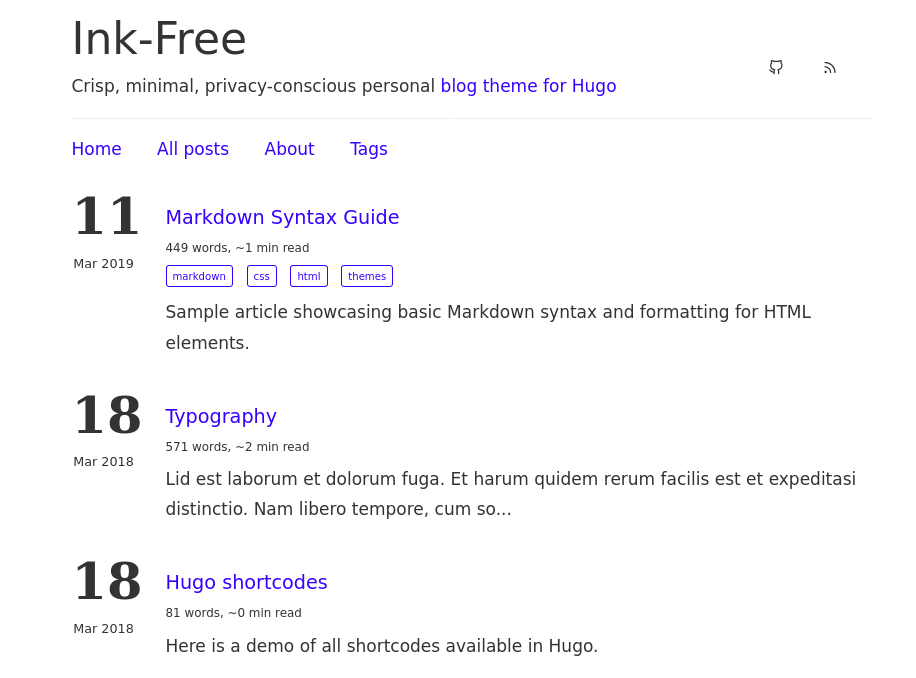 Ink-Free
Crisp, minimal, privacy-conscious personal blog theme for Hugo
Home All posts About Tags
11
Mar 2019
Markdown Syntax Guide
449 words, ~1 min read
markdown css html themes
Sample article showcasing basic Markdown syntax and formatting for HTML
elements.
18
Mar 2018
Typography
571 words, ~2 min read
Lid est laborum et dolorum fuga. Et harum quidem rerum facilis est et expeditasi
distinctio. Nam libero tempore, cum so...
18
Mar 2018
Hugo shortcodes
81 words, ~0 min read
Here is a demo of all shortcodes available in Hugo.